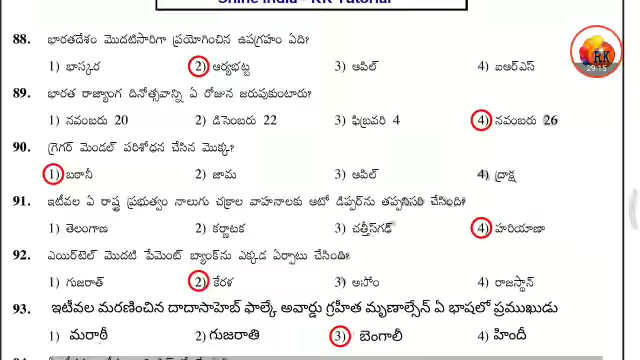 Shine India - RK Tutorial
88. భారతదేశం మొదటిసారిగా ప్రయోగించిన ఉపగ్రహం ఏది?
1) భాస్కర 2) ఆర్యభట్ట 3) ఆపిల్ 4) ఐఆర్ఎస్
RK
29:15
89. భారత రాజ్యాంగ దినోత్సవాన్ని ఏ రోజున జరుపుకుంటారు?
1) నవంబరు 20 2) డిసెంబరు 22 3) ఫిబ్రవరి 4 4) నవంబరు 26
90. గ్రెగర్ మెండల్ పరిశోధన చేసిన మొక్క?
1) బఠానీ 2) జామ 3) ఆపిల్ 4) ద్రాక్ష
91. ఇటీవల ఏ రాష్ట్ర ప్రభుత్వం నాలుగు చక్రాల వాహనాలకు ఆటో డిప్పర్‌ను తప్పనిసరి చేసింది?
1) తెలంగాణ 2) కర్ణాటక 3) చత్తీస్‌గఢ్ 4) హరియాణా
92. ఎయిర్‌టెల్ మొదటి పేమెంట్ బ్యాంక్‌ను ఎక్కడ ఏర్పాటు చేసింది?
1) గుజరాత్ 2) కేరళ 3) అసోం 4) రాజస్థాన్
93. ఇటీవల మరణించిన దాదాసాహెబ్ ఫాల్కే అవార్డు గ్రహీత మృణాల్సేన్ ఏ భాషలో ప్రముఖుడు
1) మరాఠీ 2) గుజరాతి 3) బెంగాలీ 4) హిందీ